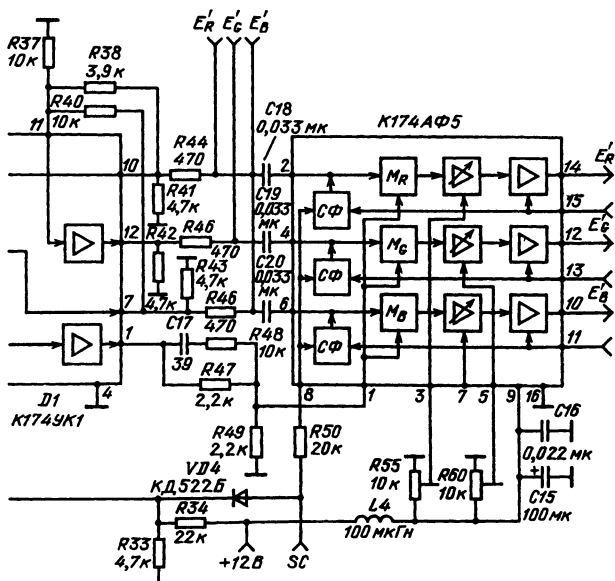 E'R E'G E'B
R37
10к
R38
3,9к
R40
10к
11
10
R44
470
C18
0,033 мк
К174АФ5
2
MR
14
E'R
R41
4,7к
C19
0,033
мк
СФ
15
12
R46
470
4
MG
12
E'G
R42
4,7к
R43
4,7к
C20
0,033
мк
СФ
13
7
R46
470
6
MB
10
E'B
1
C17
39
R48
10к
СФ
11
D1
К174УК1
4
R47
2,2к
8
1
3
7
5
9
16
R49
2,2к
R50
20к
R55
10к
R60
10к
C16
0,022 мк
VD4
КД522Б
+
C15
100 мк
R34
22к
L4
100 мкГн
R33
4,7к
+12В
SC